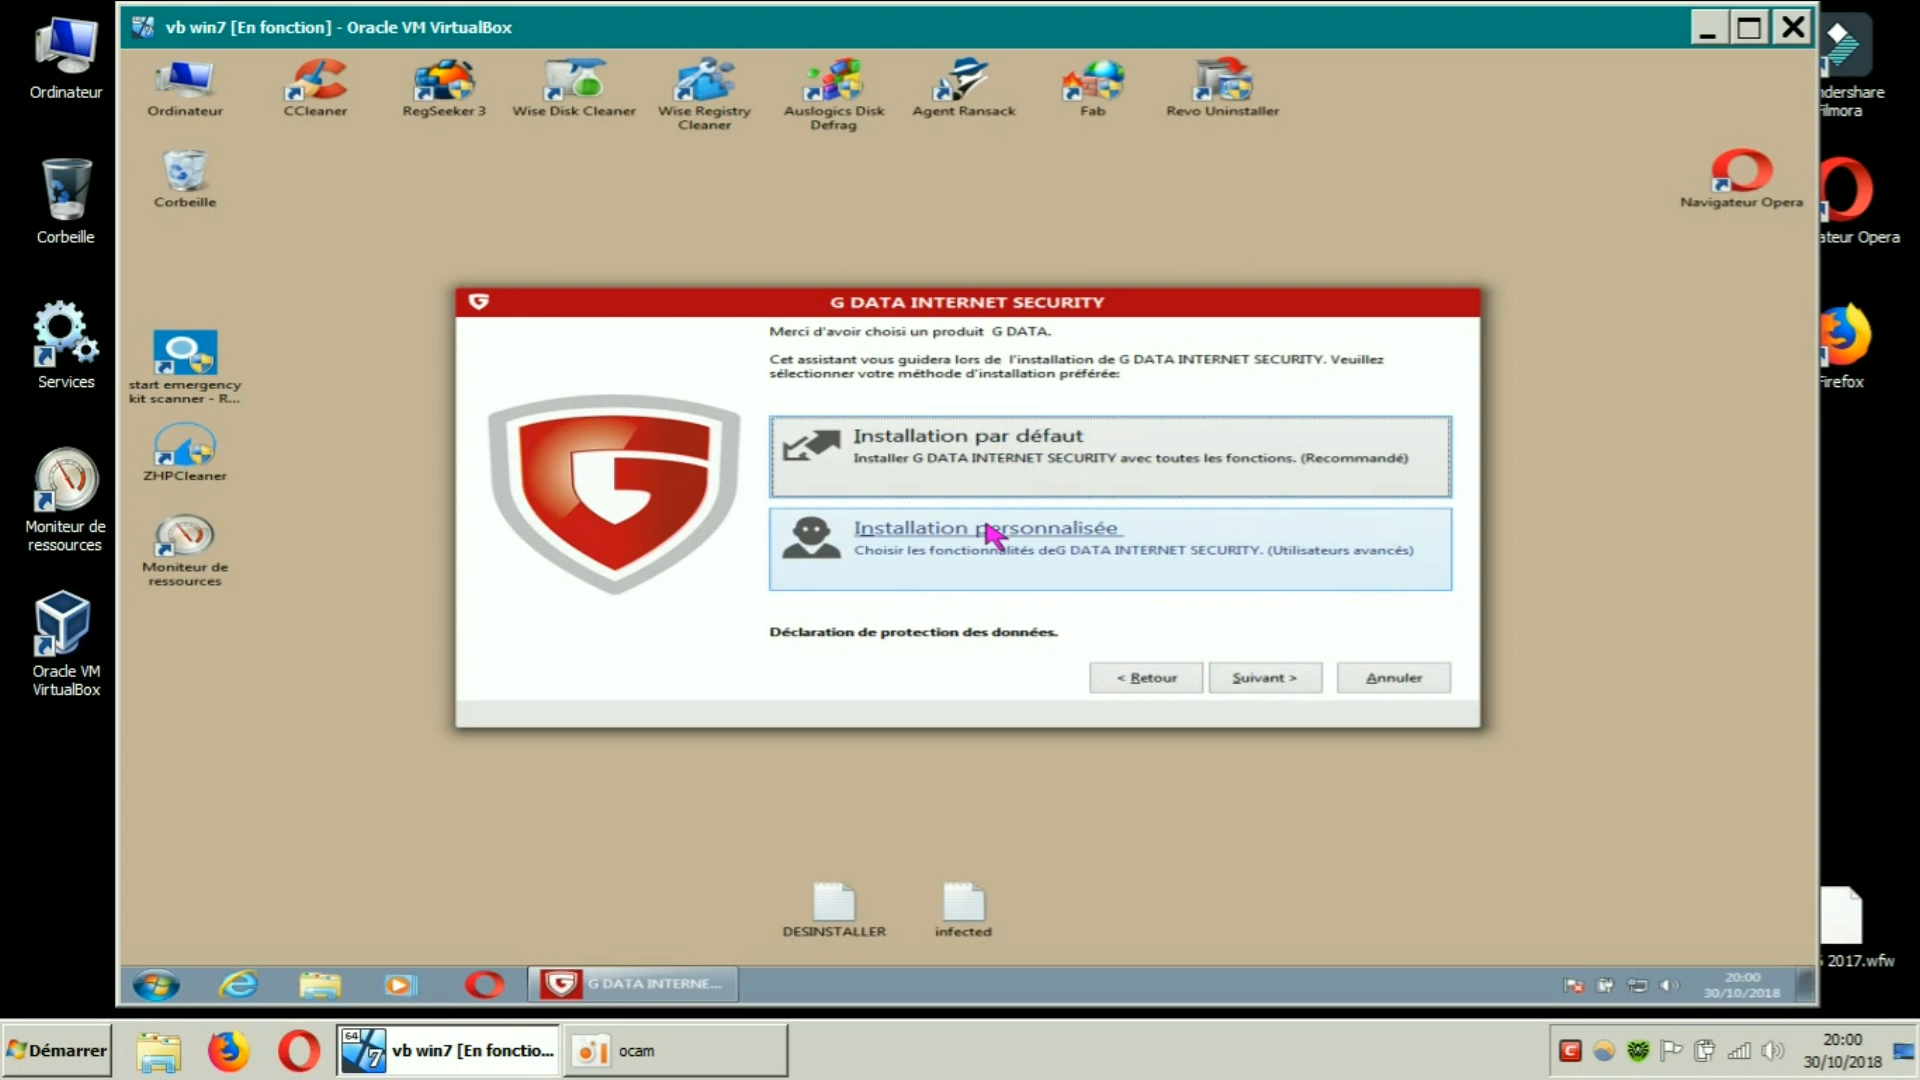 vb win7 [En fonction] - Oracle VM VirtualBox
Ordinateur
Corbeille
Services
Moniteur de
ressources
Oracle VM
VirtualBox
Ordinateur
CCleaner
RegSeeker 3
Wise Disk Cleaner
Wise Registry
Cleaner
Auslogics Disk
Defrag
Agent Ransack
Fab
Revo Uninstaller
Corbeille
Navigateur Opera
start emergency
kit scanner - R...
ZHPCleaner
Moniteur de
ressources
ndershare
ilmora
ateur Opera
Firefox
2017.wfw
G DATA INTERNET SECURITY
Merci d'avoir choisi un produit G DATA.
Cet assistant vous guidera lors de l'installation de G DATA INTERNET SECURITY. Veuillez
sélectionner votre méthode d'installation préférée:
Installation par défaut
Installer G DATA INTERNET SECURITY avec toutes les fonctions. (Recommandé)
Installation personnalisée
Choisir les fonctionnalités deG DATA INTERNET SECURITY. (Utilisateurs avancés)
Déclaration de protection des données.
< Retour
Suivant >
Annuler
DESINSTALLER
infected
G DATA INTERNE...
20:00
30/10/2018
Démarrer
64
7
vb win7 [En fonctio...
ocam
20:00
30/10/2018